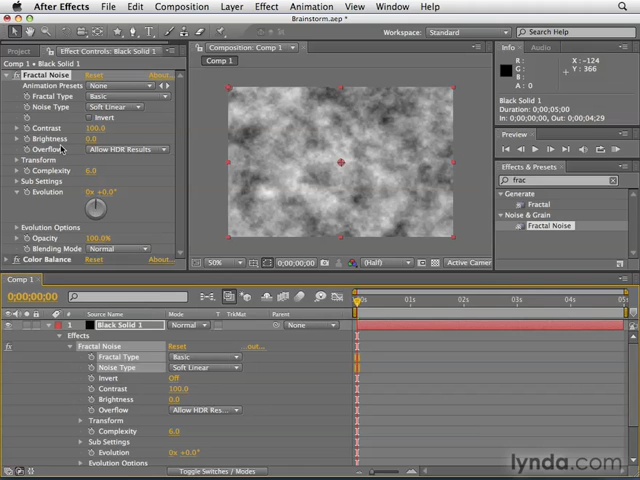 After Effects File Edit Composition Layer Effect Animation View Window Help
Brainstorm.aep *
Workspace: Standard Search Help
Project Effect Controls: Black Solid 1
Comp 1 • Black Solid 1
Fractal Noise Reset About...
Animation Presets None
Fractal Type Basic
Noise Type Soft Linear
Invert
Contrast 100.0
Brightness 0.0
Overflow Allow HDR Results
Transform
Complexity 6.0
Sub Settings
Evolution 0x +0.0°
Evolution Options
Opacity 100.0%
Blending Mode Normal
Color Balance Reset About...
Composition: Comp 1
Comp 1
50% 0;00;00;00 (Half) Active Camer
Info Audio
R : X : -124
G : Y : 366
B :
A : 0
Black Solid 1
Duration: 0;00;05;00
In: 0;00;00;00, Out: 0;00;04;29
Preview
Effects & Presets
frac
Generate
Fractal
Noise & Grain
Fractal Noise
Comp 1
0;00;00;00
00s 01s 02s 03s 04s 05s
# Source Name Mode T TrkMat Parent
1 Black Solid 1 Normal None
Effects
Fractal Noise Reset ...out...
Fractal Type Basic
Noise Type Soft Linear
Invert Off
Contrast 100.0
Brightness 0.0
Overflow Allow HDR Res...
Transform
Complexity 6.0
Sub Settings
Evolution 0x +0.0°
Evolution Options
Toggle Switches / Modes
lynda.com